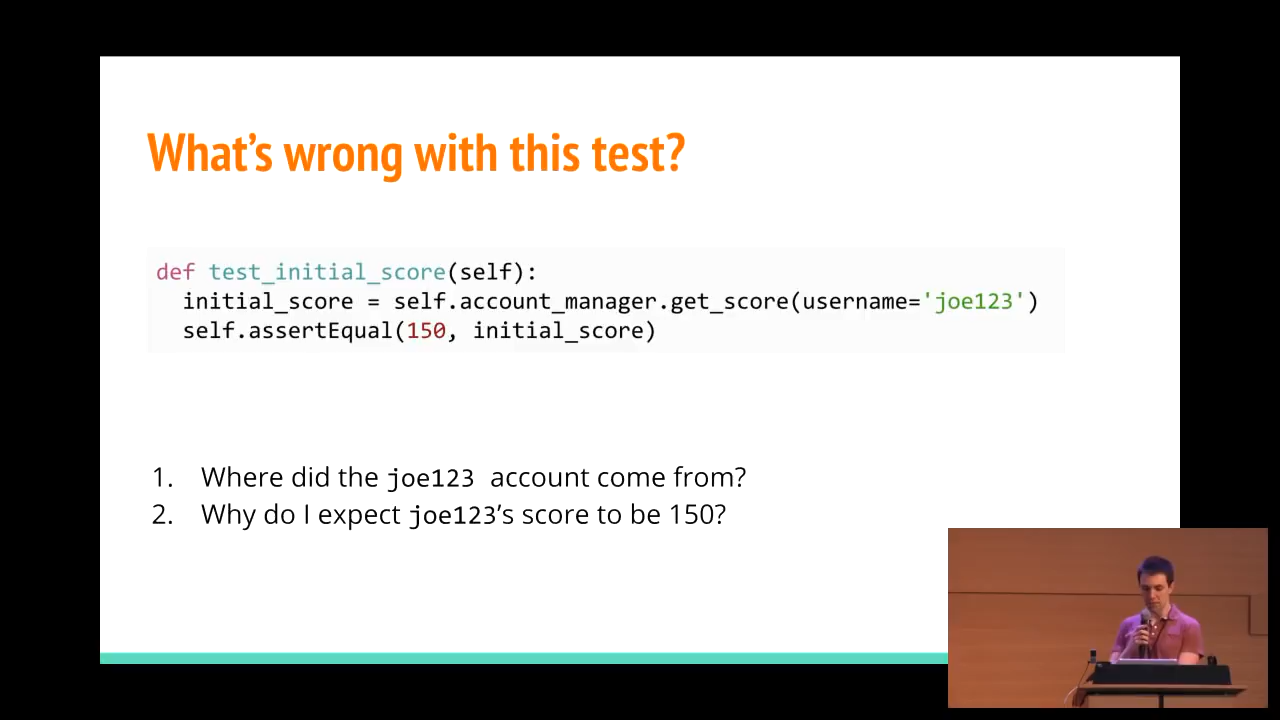 What’s wrong with this test?
def test_initial_score(self):
  initial_score = self.account_manager.get_score(username='joe123')
  self.assertEqual(150, initial_score)
1. Where did the joe123 account come from?
2. Why do I expect joe123’s score to be 150?